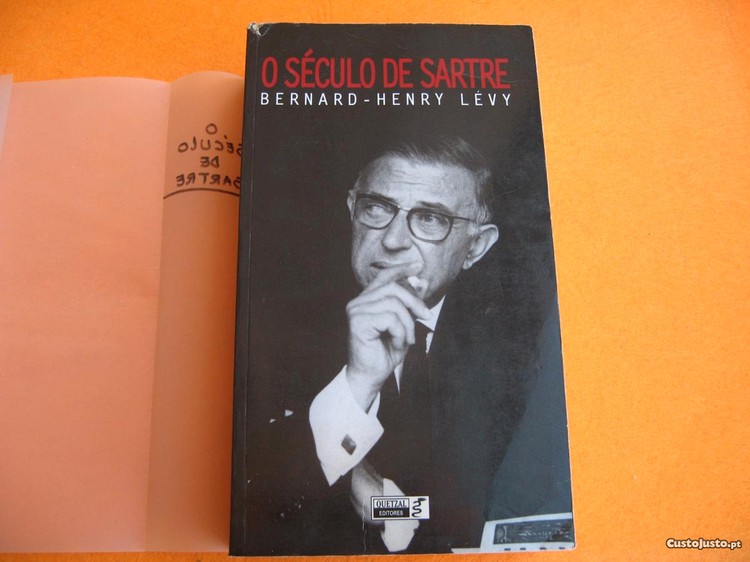 O
SÉCULO
DE
SARTRE
O SÉCULO DE SARTRE
BERNARD-HENRY LÉVY
QUETZAL
EDITORES
CustoJusto.pt